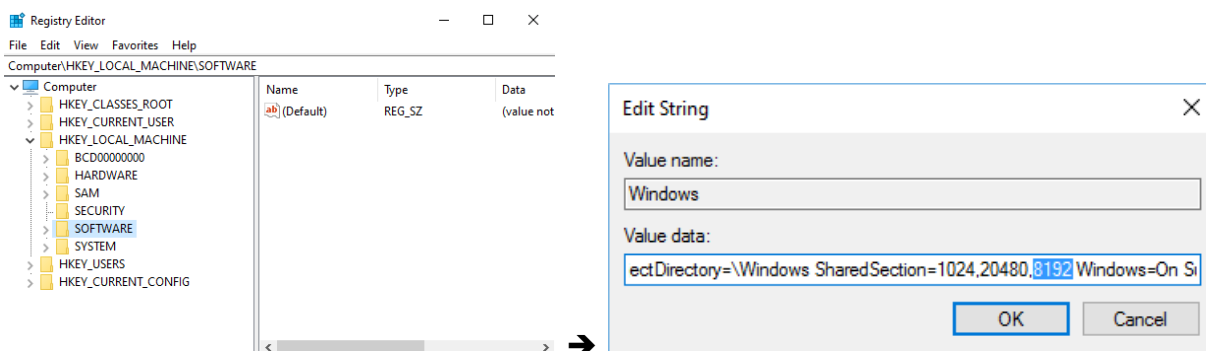 Registry Editor
File Edit View Favorites Help
Computer\HKEY_LOCAL_MACHINE\SOFTWARE
Computer
HKEY_CLASSES_ROOT
HKEY_CURRENT_USER
HKEY_LOCAL_MACHINE
BCD00000000
HARDWARE
SAM
SECURITY
SOFTWARE
SYSTEM
HKEY_USERS
HKEY_CURRENT_CONFIG
Name Type Data
ab (Default) REG_SZ (value not
Edit String
Value name:
Windows
Value data:
ectDirectory=\Windows SharedSection=1024,20480,8192 Windows=On
OK Cancel